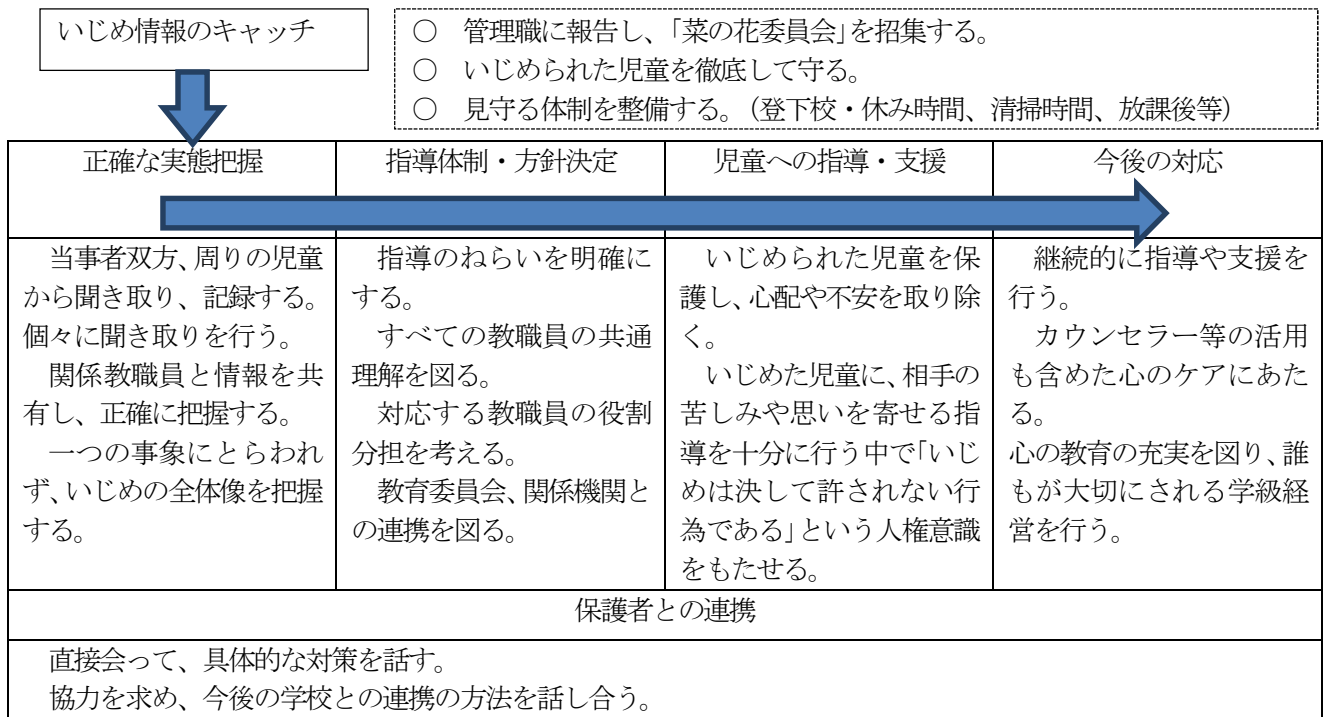 いじめ情報のキャッチ
○ 管理職に報告し、「菜の花委員会」を招集する。
○ いじめられた児童を徹底して守る。
○ 見守る体制を整備する。(登下校・休み時間、清掃時間、放課後等)
正確な実態把握
指導体制・方針決定
児童への指導・支援
今後の対応
当事者双方、周りの児童
から聞き取り、記録する。
個々に聞き取りを行う。
関係教職員と情報を共
有し、正確に把握する。
一つの事象にとらわれ
ず、いじめの全体像を把握
する。
指導のねらいを明確に
する。
すべての教職員の共通
理解を図る。
対応する教職員の役割
分担を考える。
教育委員会、関係機関と
の連携を図る。
いじめられた児童を保
護し、心配や不安を取り除
く。
いじめた児童に、相手の
苦しみや思いを寄せる指
導を十分に行う中で「いじ
めは決して許されない行
為である」という人権意識
をもたせる。
継続的に指導や支援を
行う。
カウンセラー等の活用
も含めた心のケアにあた
る。
心の教育の充実を図り、誰
もが大切にされる学級経
営を行う。
保護者との連携
直接会って、具体的な対策を話す。
協力を求め、今後の学校との連携の方法を話し合う。